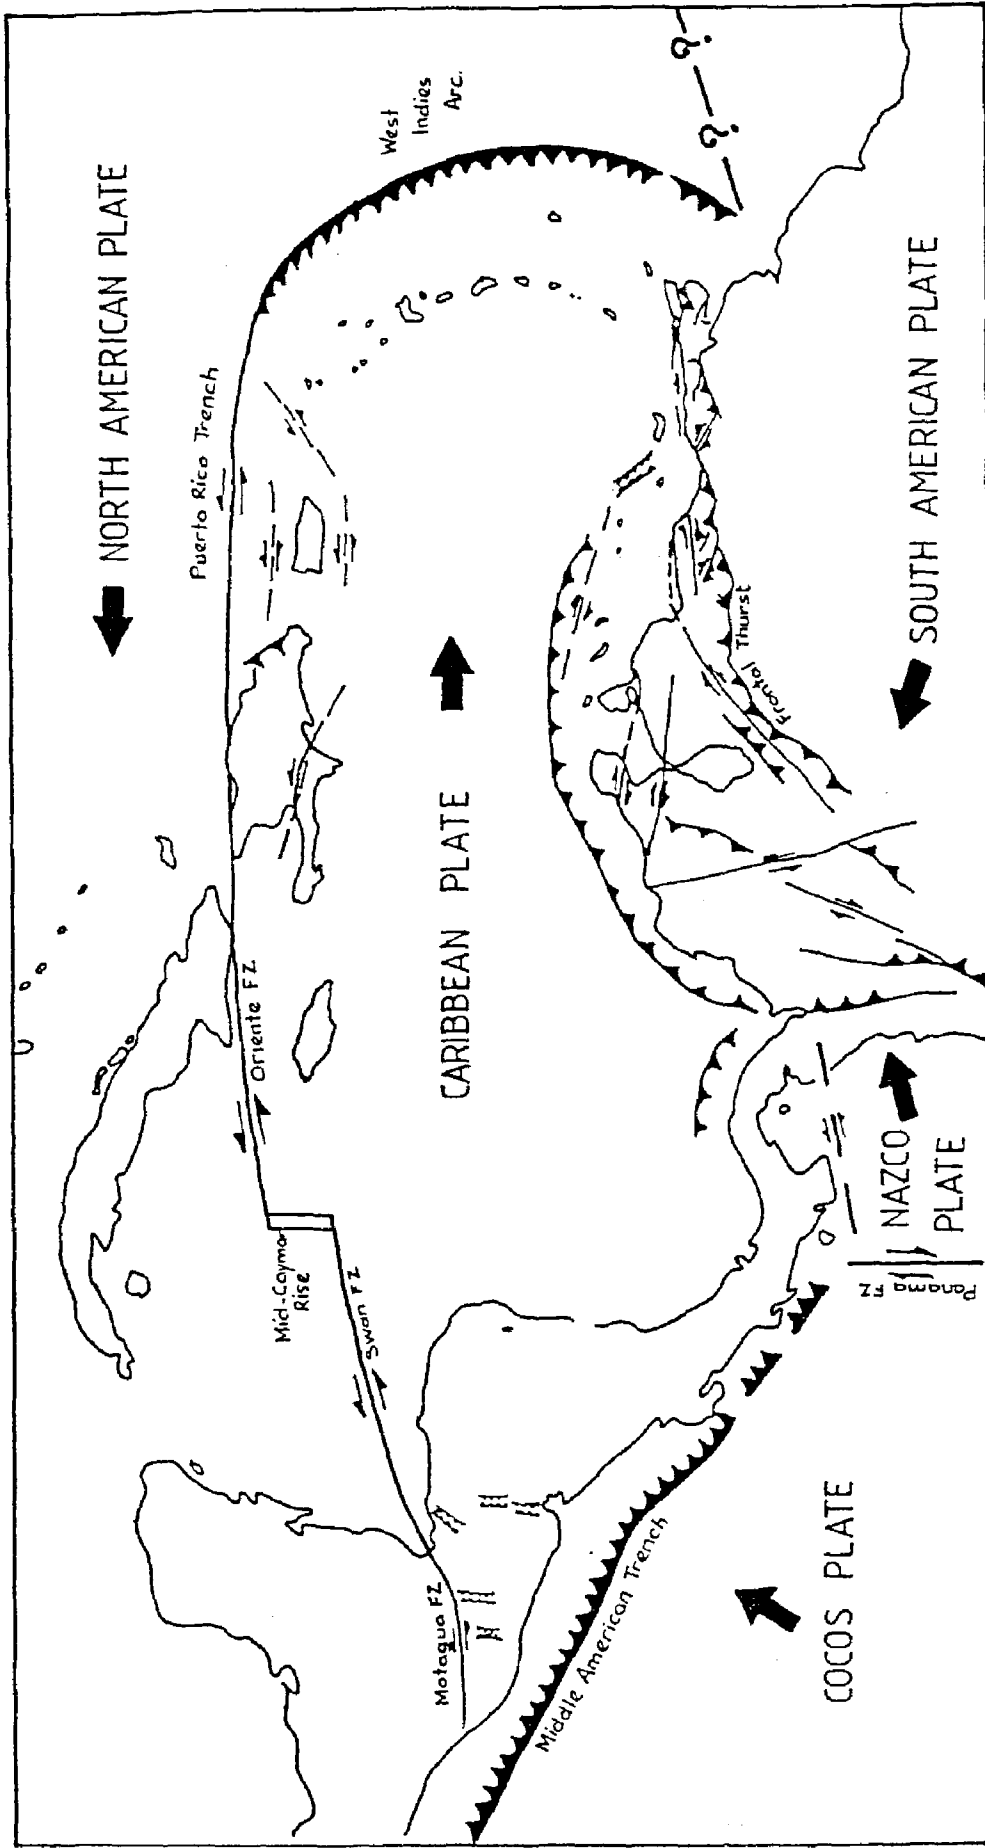 NORTH AMERICAN PLATE
West
Indies
Arc.
Puerto Rico Trench
Oriente FZ
Mid-Cayman
Rise
Swan FZ
Motagua FZ
CARIBBEAN PLATE
?
?
Frontal Thurst
SOUTH AMERICAN PLATE
NAZCO
PLATE
Panama
FZ
Middle American Trench
COCOS PLATE